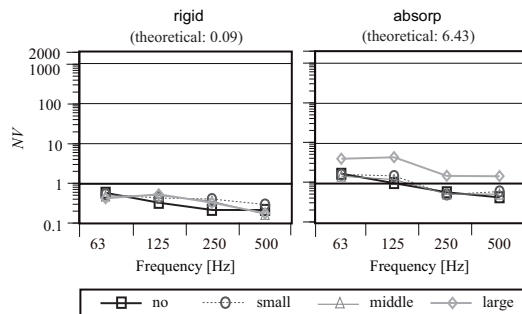 rigid
(theoretical: 0.09)
absorp
(theoretical: 6.43)
NV
2000
1000
100
10
1
0.1
63 125 250 500
63 125 250 500
Frequency [Hz]
Frequency [Hz]
no small middle large